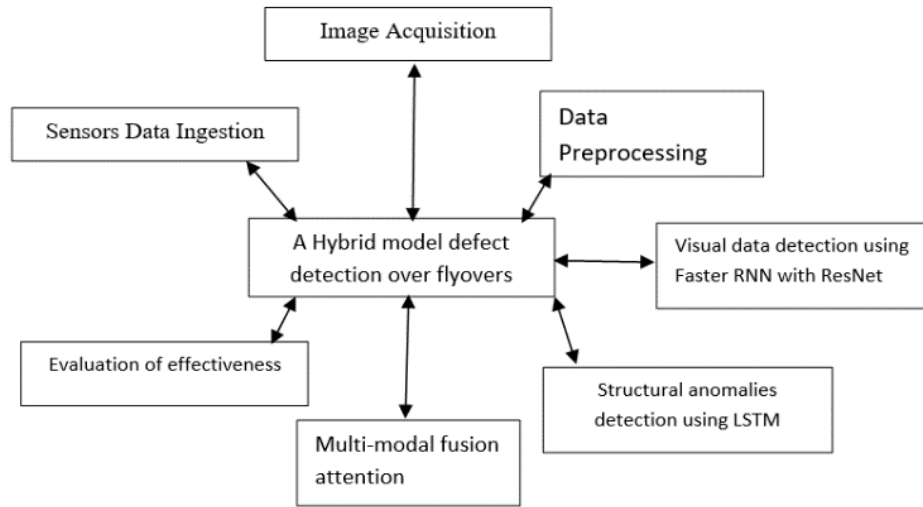 Image Acquisition
Sensors Data Ingestion
Data
Preprocessing
A Hybrid model defect
detection over flyovers
Visual data detection using
Faster RNN with ResNet
Evaluation of effectiveness
Structural anomalies
detection using LSTM
Multi-modal fusion
attention